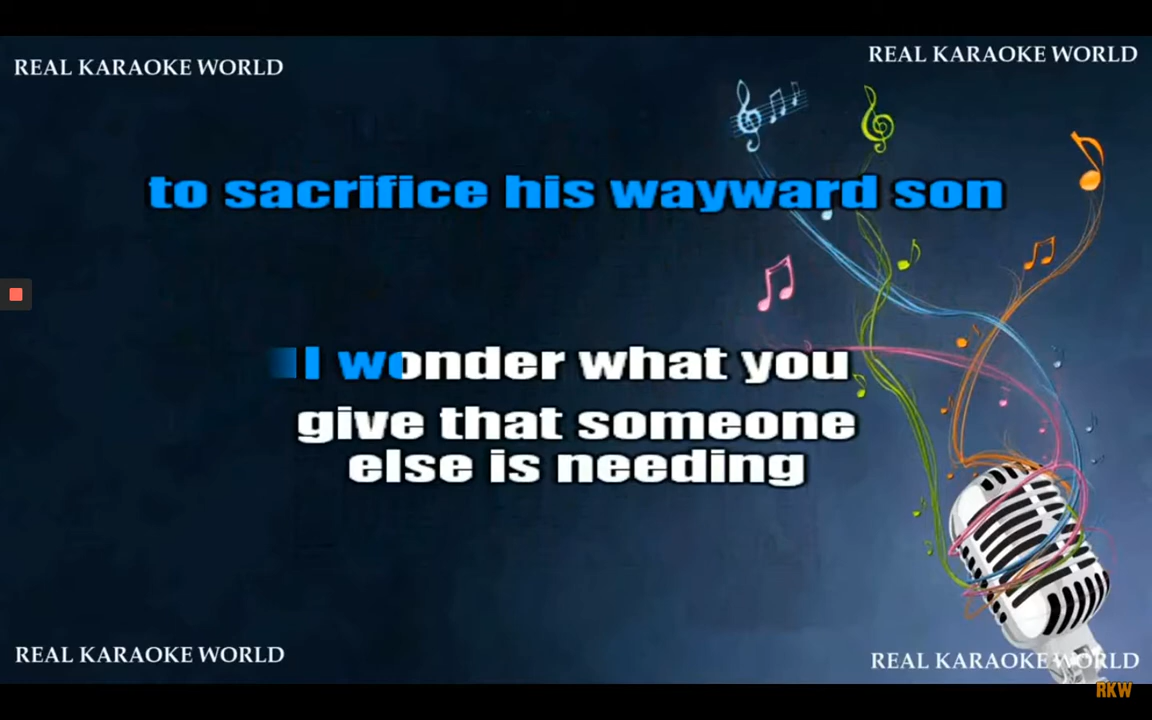 REAL KARAOKE WORLD
REAL KARAOKE WORLD
to sacrifice his wayward son
I wonder what you
give that someone
else is needing
REAL KARAOKE WORLD
REAL KARAOKE WORLD
RKW